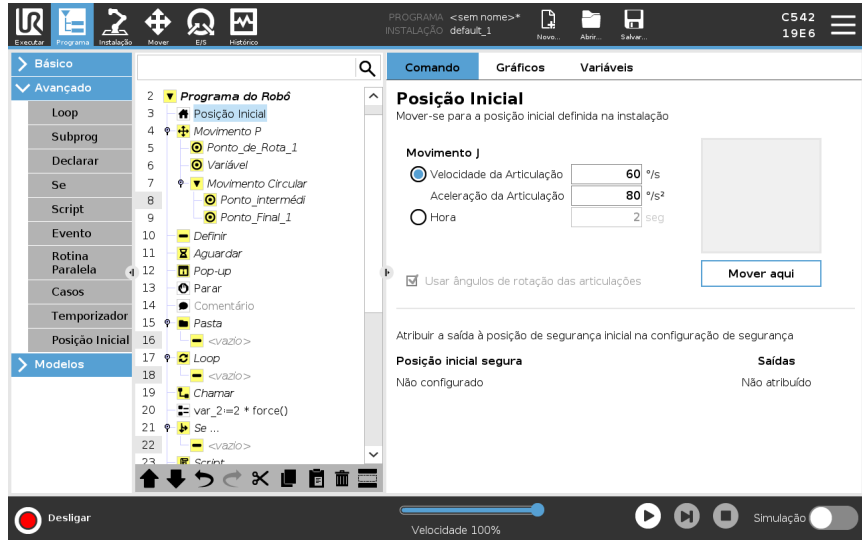 UR
Executar
Programa
Instalação
Mover
E/S
Histórico
PROGRAMA <sem nome>*
INSTALAÇÃO default_1
Novo...
Abrir...
Salvar...
C542
19E6
Básico
Avançado
Loop
Subprog
Declarar
Se
Script
Evento
Rotina
Paralela
Casos
Temporizador
Posição Inicial
Modelos
2 Programa do Robô
3 Posição Inicial
4 Movimento P
5 Ponto_de_Rota_1
6 Variável
7 Movimento Circular
8 Ponto_intermédi
9 Ponto_Final_1
10 Definir
11 Aguardar
12 Pop-up
13 Parar
14 Comentário
15 Pasta
16 <vazio>
17 Loop
18 <vazio>
19 Chamar
20 var_2:=2 * force()
21 Se ...
22 <vazio>
23 Script
Comando Gráficos Variáveis
Posição Inicial
Mover-se para a posição inicial definida na instalação
Movimento J
Velocidade da Articulação 60 °/s
Aceleração da Articulação 80 °/s²
Hora 2 seg
Mover aqui
Usar ângulos de rotação das articulações
Atribuir a saída à posição de segurança inicial na configuração de segurança
Posição inicial segura Saídas
Não configurado Não atribuído
Desligar
Velocidade 100%
Simulação